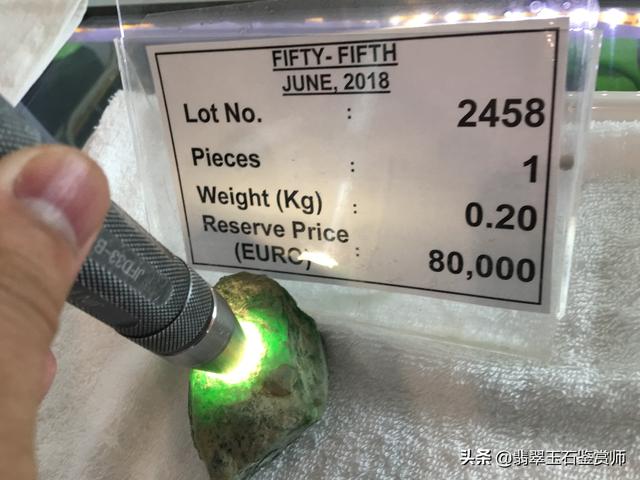 FIFTY- FIFTH
JUNE, 2018
Lot No. : 2458
Pieces : 1
Weight (Kg) : 0.20
Reserve Price
(EURO) : 80,000
JFD33-B
头条 @翡翠玉石鉴赏师